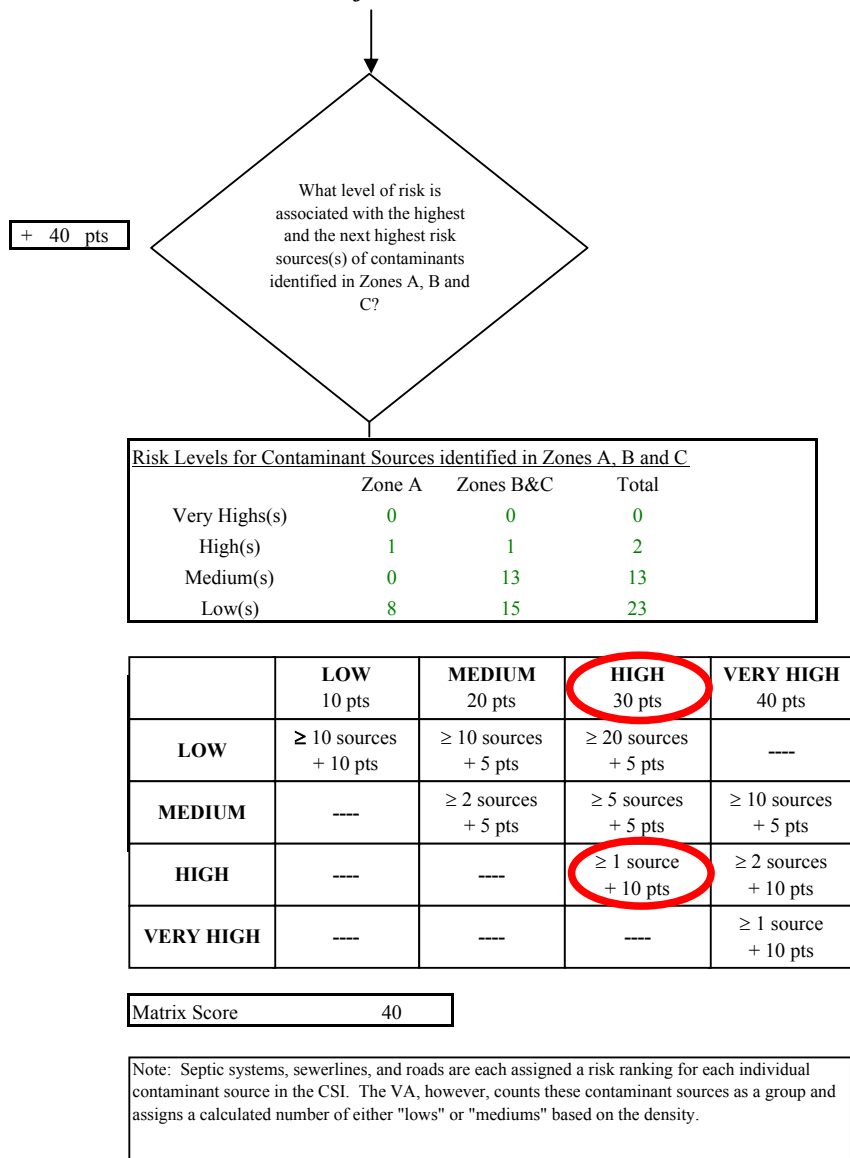 What level of risk is
associated with the highest
and the next highest risk
sources(s) of contaminants
identified in Zones A, B and
C?
+ 40 pts
Risk Levels for Contaminant Sources identified in Zones A, B and C
Zone A Zones B&C Total
Very Highs(s) 0 0 0
High(s) 1 1 2
Medium(s) 0 13 13
Low(s) 8 15 23
LOW MEDIUM HIGH VERY HIGH
10 pts 20 pts 30 pts 40 pts
LOW ≥ 10 sources ≥ 10 sources ≥ 20 sources ----
+ 10 pts + 5 pts + 5 pts
MEDIUM ---- ≥ 2 sources ≥ 5 sources ≥ 10 sources
+ 5 pts + 5 pts + 5 pts
HIGH ---- ---- ≥ 1 source ≥ 2 sources
+ 10 pts + 10 pts
VERY HIGH ---- ---- ---- ≥ 1 source
+ 10 pts
Matrix Score 40
Note: Septic systems, sewerlines, and roads are each assigned a risk ranking for each individual
contaminant source in the CSI. The VA, however, counts these contaminant sources as a group and
assigns a calculated number of either "lows" or "mediums" based on the density.